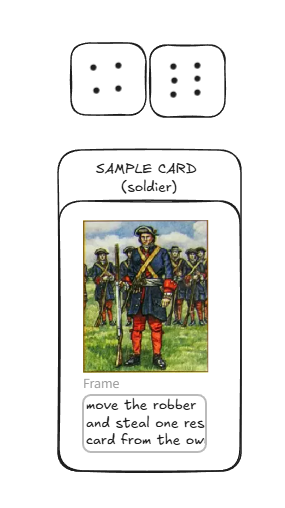 SAMPLE CARD
(soldier)
Frame
move the robber
and steal one res
card from the ow